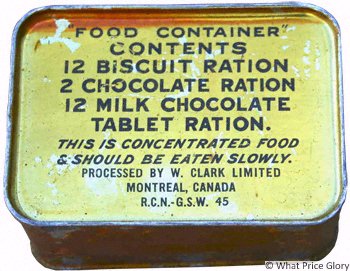 "FOOD CONTAINER"
CONTENTS
12 BISCUIT RATION
2 CHOCOLATE RATION
12 MILK CHOCOLATE
TABLET RATION.
THIS IS CONCENTRATED FOOD
& SHOULD BE EATEN SLOWLY.
PROCESSED BY W. CLARK LIMITED
MONTREAL, CANADA
R.C.N.-G.S.W. 45
© What Price Glory